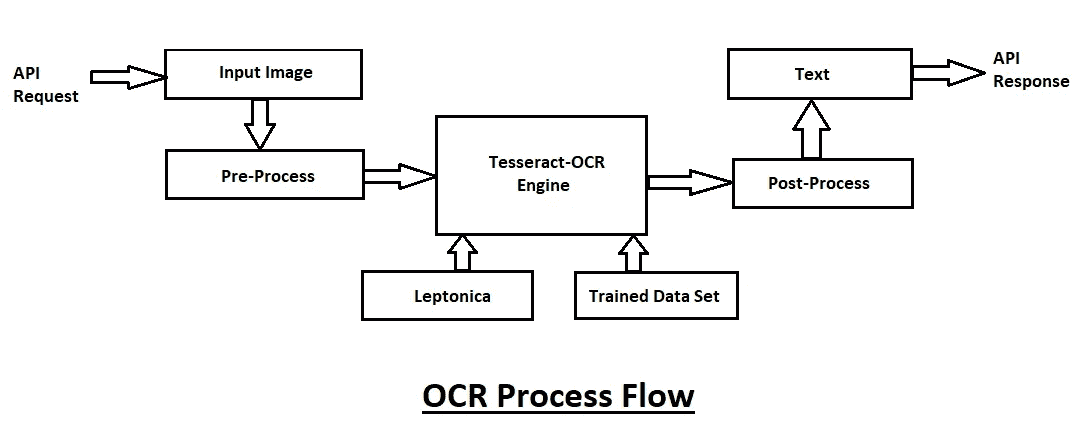 API
Request
Input Image
Pre-Process
Tesseract-OCR
Engine
Leptonica
Trained Data Set
Post-Process
Text
API
Response
OCR Process Flow